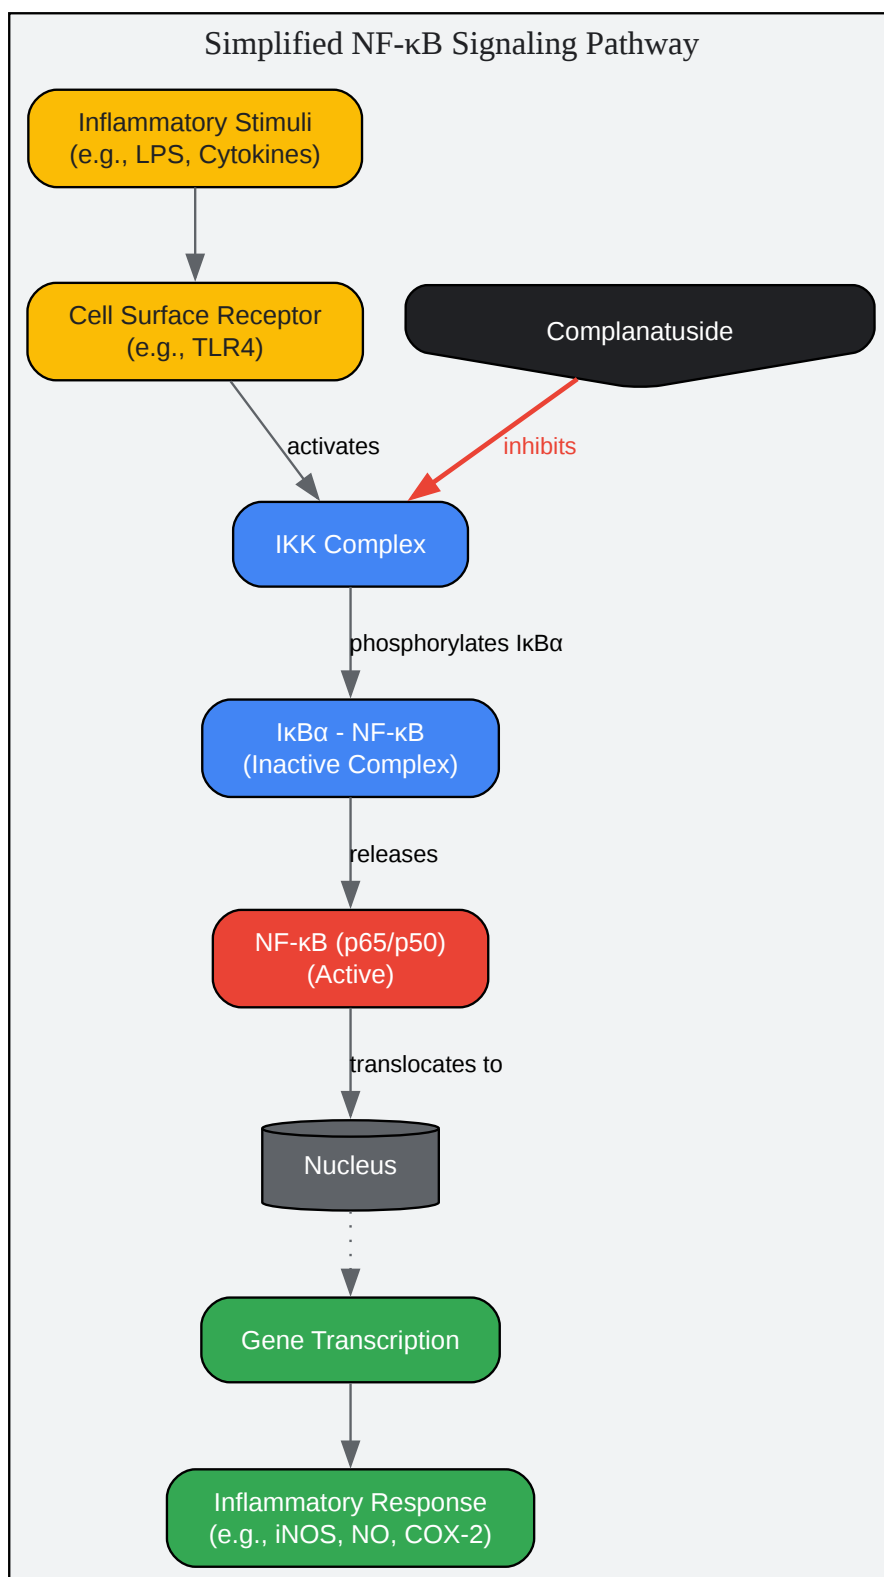 Simplified NF-κB Signaling Pathway
Inflammatory Stimuli
(e.g., LPS, Cytokines)
Cell Surface Receptor
(e.g., TLR4)
Complanatuside
activates
inhibits
IKK Complex
phosphorylates IκBα
IκBα - NF-κB
(Inactive Complex)
releases
NF-κB (p65/p50)
(Active)
translocates to
Nucleus
Gene Transcription
Inflammatory Response
(e.g., iNOS, NO, COX-2)